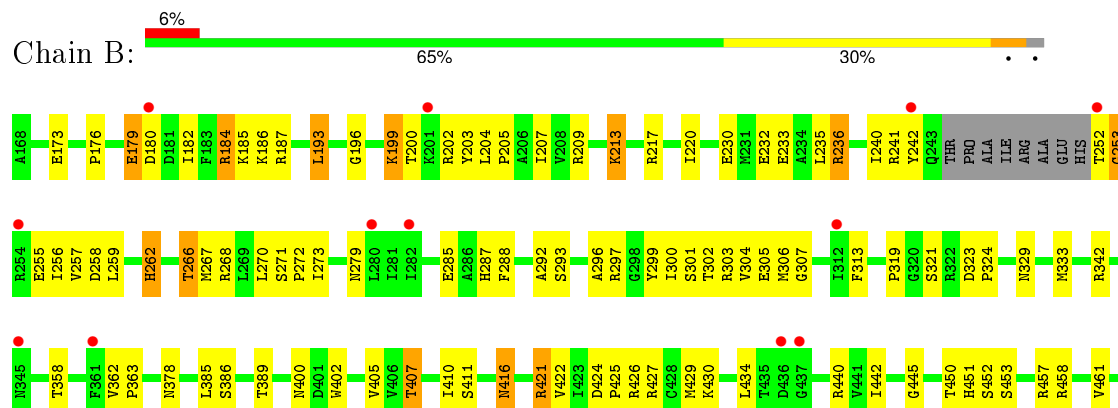 6%
Chain B:
65% 30% • •
A168 E173 P176 E179 D180 D181 I182 F183 R184 K185 K186 R187 L193 G196 K199 T200 K201 R202 Y203 L204 P205 A206 I207 V208 R209 K213 R217 I220 E230 M231 E232 E233 A234 L235 R236 I240 R241 Y242 Q243 THR PRO ALA ILE ARG ALA GLU HIS T252
R254 E255 I256 V257 D258 L259 H262 T266 M267 R268 L269 L270 S271 P272 I273 N279 L280 I281 I282 E285 A286 H287 F288 A292 S293 A296 R297 G298 Y299 I300 S301 T302 R303 V304 E305 M306 G307 I312 F313 P319 G320 S321 R322 D323 P324 N329 M333 R342
N345 T358 F361 V362 P363 N378 L385 S386 T389 N400 D401 W402 V405 V406 T407 I410 S411 N416 R421 V422 I423 D424 P425 R426 R427 C428 M429 K430 L434 T435 D436 G437 R440 V441 I442 G445 T450 H451 S452 S453 R457 R458 V461